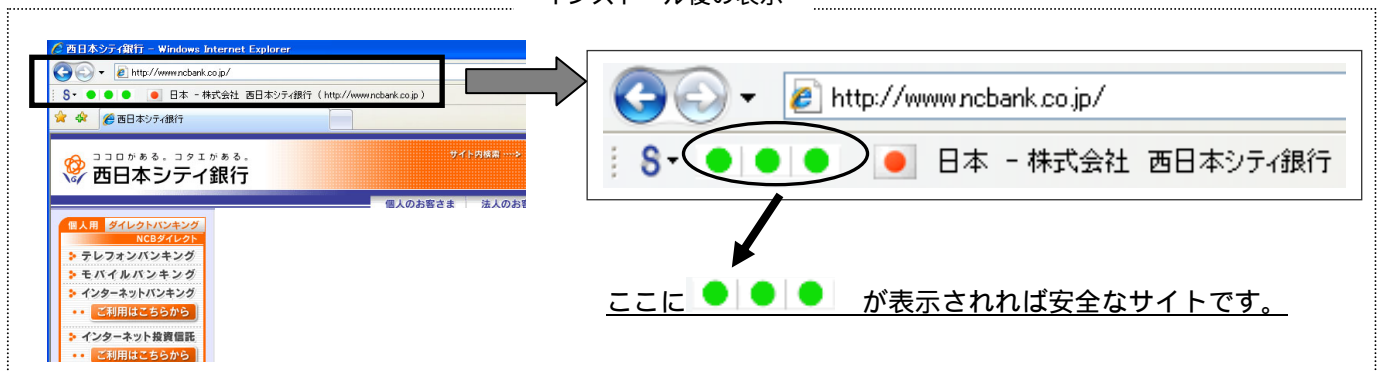 インストール後の表示
西日本シティ銀行 - Windows Internet Explorer
http://www.ncbank.co.jp/
S 日本 - 株式会社 西日本シティ銀行 ( http://www.ncbank.co.jp )
西日本シティ銀行
ココロがある。コタエがある。
西日本シティ銀行
サイト内検索
個人のお客さま 法人のお客
個人用 ダイレクトバンキング
NCBダイレクト
テレフォンバンキング
モバイルバンキング
インターネットバンキング
ご利用はこちらから
インターネット投資信託
ご利用はこちらから
http://www.ncbank.co.jp/
S 日本 - 株式会社 西日本シティ銀行
ここに が表示されれば安全なサイトです。